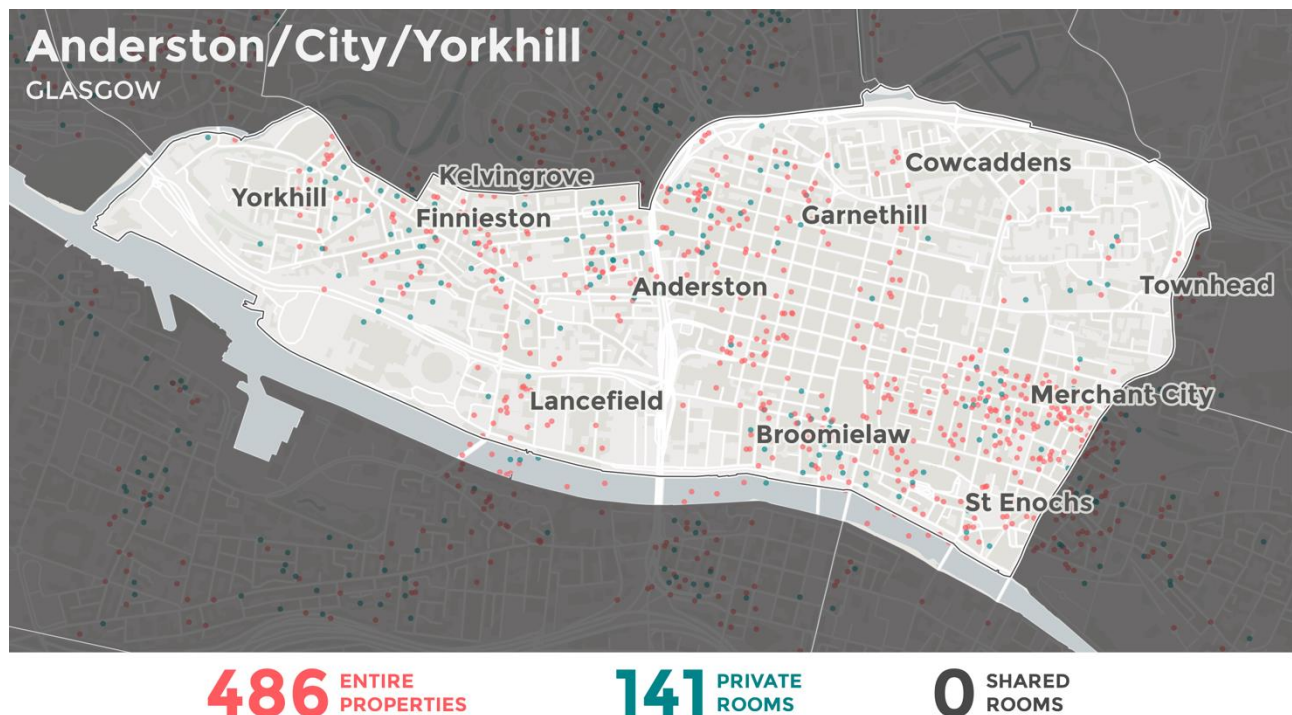 Anderston/City/Yorkhill
GLASGOW
Cowcaddens
Kelvingrove
Yorkhill
Finnieston
Garnethill
Anderston
Townhead
Lancefield
Merchant City
Broomielaw
St Enochs
486 ENTIRE PROPERTIES
141 PRIVATE ROOMS
0 SHARED ROOMS